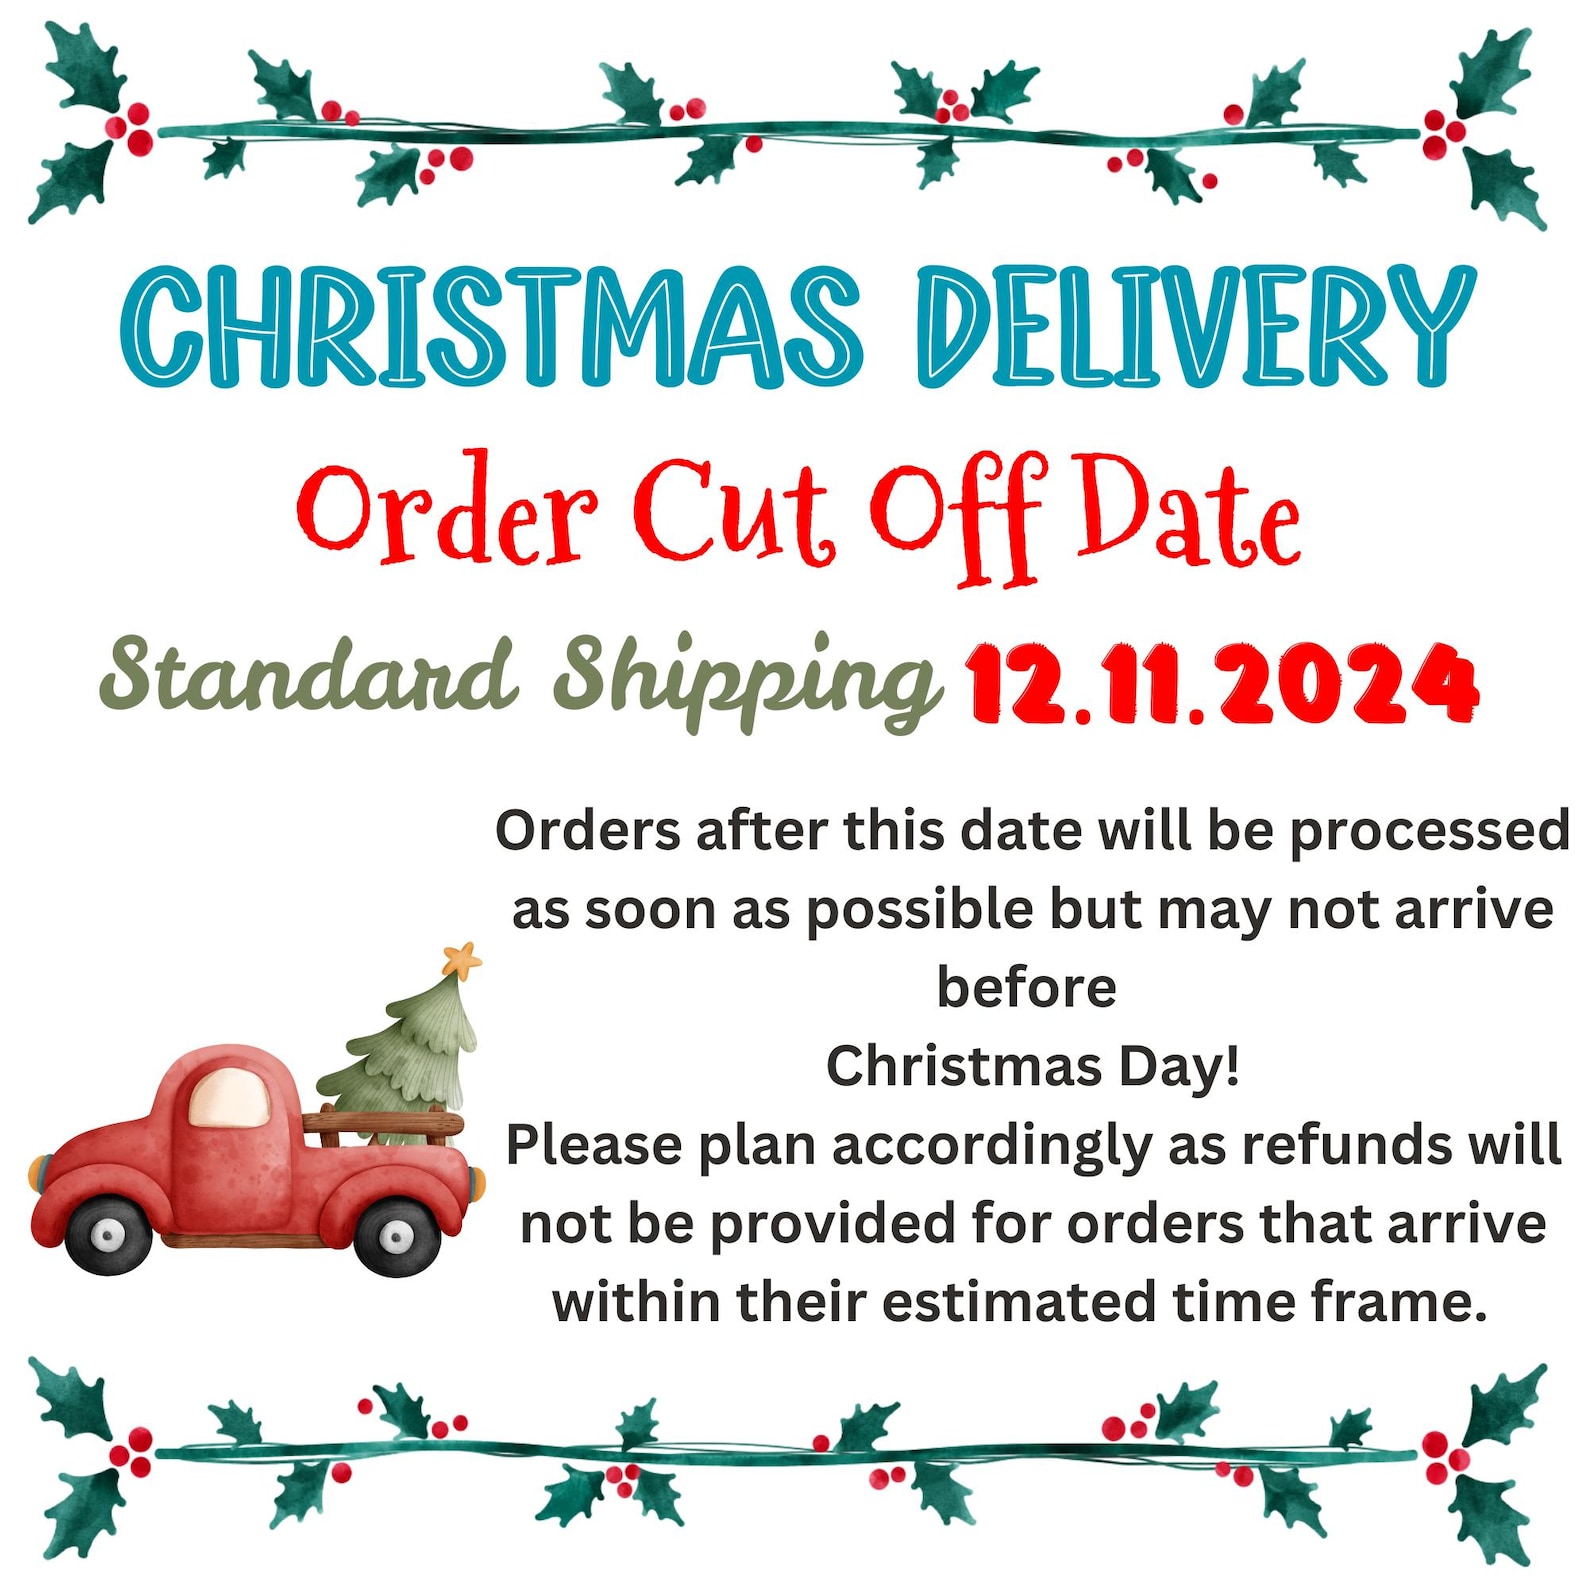 CHRISTMAS DELIVERY
Order Cut Off Date
Standard Shipping 12.11.2024
Orders after this date will be processed
as soon as possible but may not arrive
before
Christmas Day!
Please plan accordingly as refunds will
not be provided for orders that arrive
within their estimated time frame.